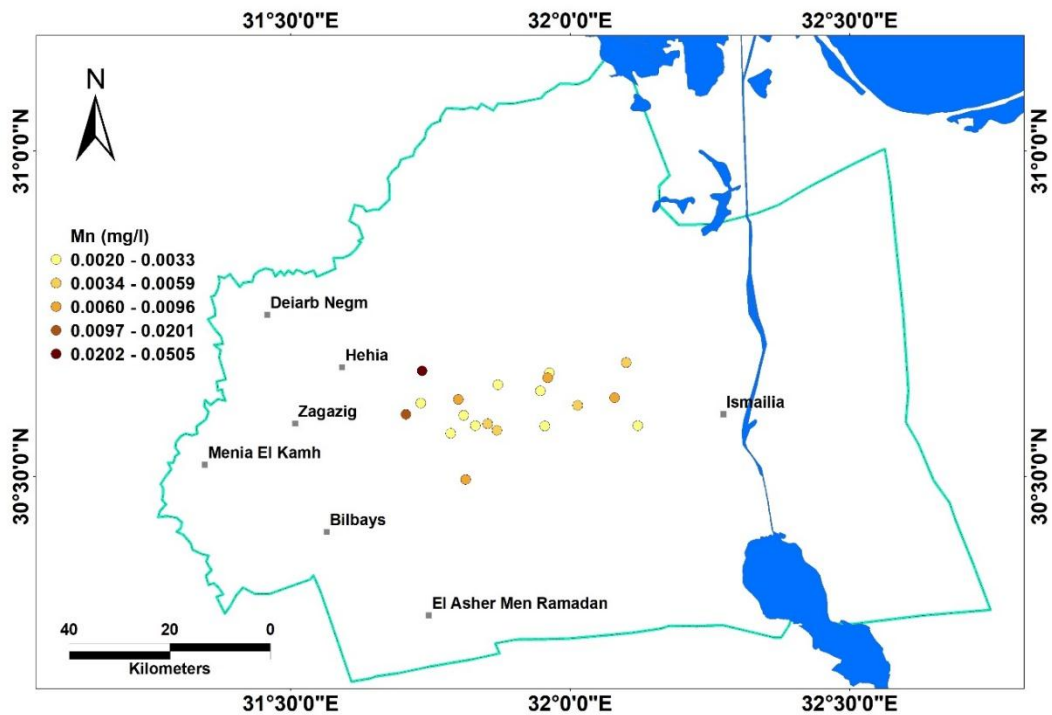 31°30'0"E 32°0'0"E 32°30'0"E
N
31°0'0"N 31°0'0"N
Mn (mg/l)
0.0020 - 0.0033
0.0034 - 0.0059
0.0060 - 0.0096
0.0097 - 0.0201
0.0202 - 0.0505
Deiarb Negm
Hehia
Zagazig
Ismailia
Menia El Kamh
30°30'0"N 30°30'0"N
Bilbays
El Asher Men Ramadan
40 20 0
Kilometers
31°30'0"E 32°0'0"E 32°30'0"E